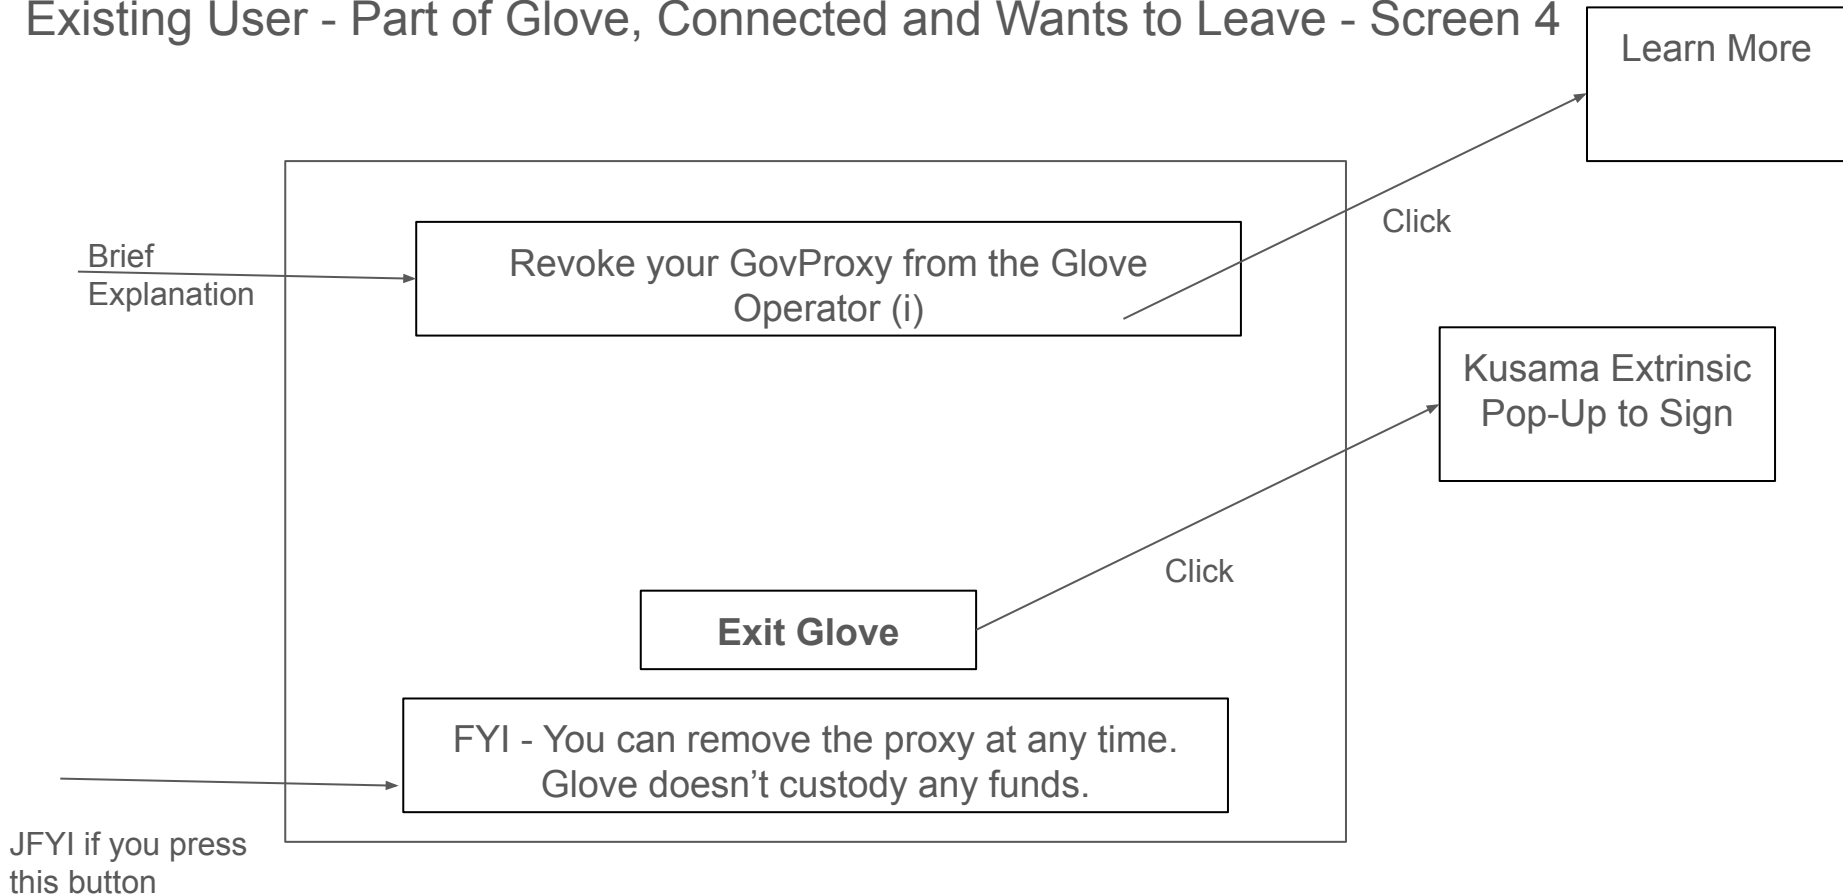 Existing User - Part of Glove, Connected and Wants to Leave - Screen 4
Learn More
Click
Brief
Explanation
Revoke your GovProxy from the Glove
Operator (i)
Kusama Extrinsic
Pop-Up to Sign
Click
Exit Glove
FYI - You can remove the proxy at any time.
Glove doesn’t custody any funds.
JFYI if you press
this button